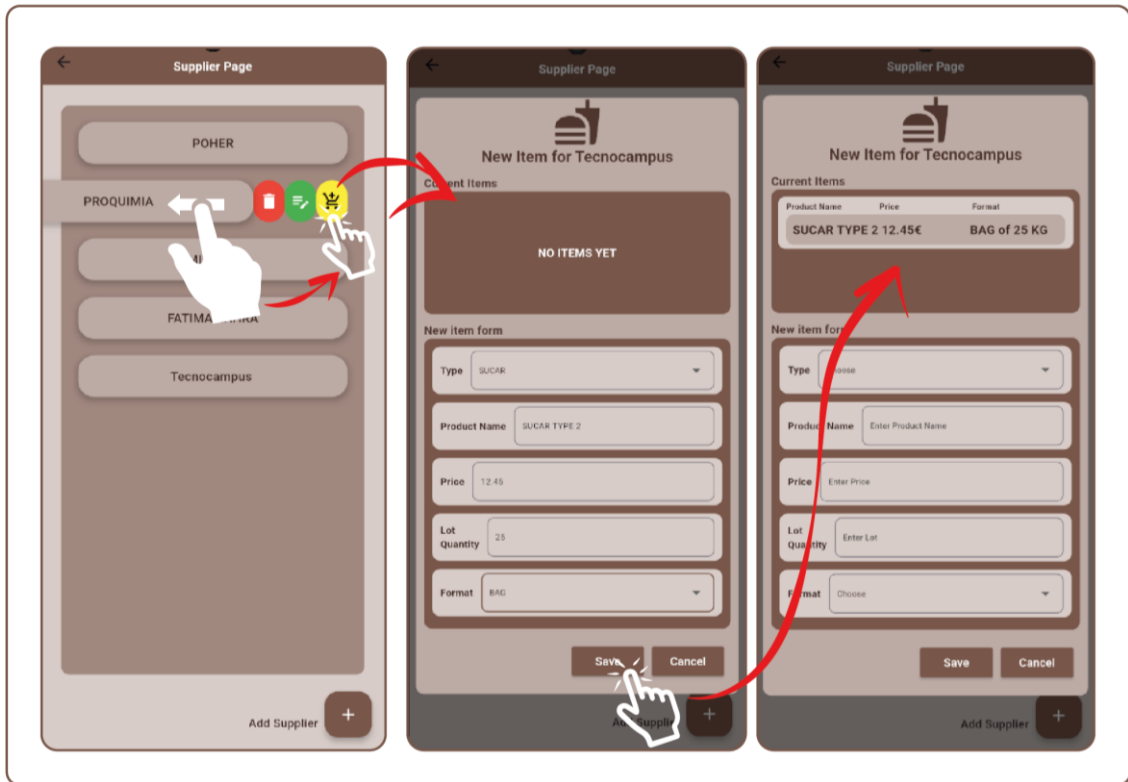 Supplier Page
POHER
PROQUIMIA
FATIMA
Tecnocampus
Add Supplier
+
Supplier Page
New Item for Tecnocampus
Current Items
NO ITEMS YET
New item form
Type SUCAR
Product Name SUCAR TYPE 2
Price 12.45
Lot
Quantity 25
Format BAG
Save Cancel
Add Supplier
+
Supplier Page
New Item for Tecnocampus
Current Items
Product Name Price Format
SUCAR TYPE 2 12.45€ BAG of 25 KG
New item form
Type Choose
Product Name Enter Product Name
Price Enter Price
Lot
Quantity Enter Lot
Format Choose
Save Cancel
Add Supplier
+